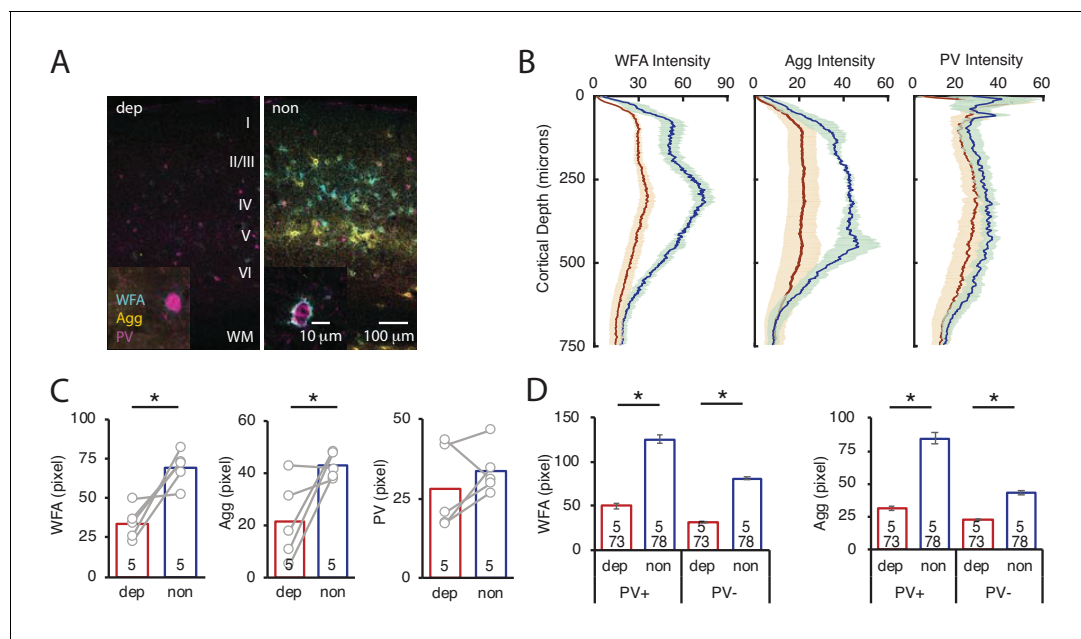 A
dep
non
I
II/III
IV
V
VI
WM
WFA
Agg
PV
10 μm
100 μm
B
WFA Intensity
0 30 60 90
Agg Intensity
0 20 40 60
PV Intensity
0 20 40 60
Cortical Depth (microns)
0
250
500
750
C
*
WFA (pixel)
100
75
50
25
0
5 5
dep non
*
Agg (pixel)
60
40
20
0
5 5
dep non
PV (pixel)
50
25
0
5 5
dep non
D
* *
WFA (pixel)
150
100
50
0
5 5 5 5
73 78 73 78
dep non dep non
PV+ PV-
* *
Agg (pixel)
100
75
50
25
0
5 5 5 5
73 78 73 78
dep non dep non
PV+ PV-